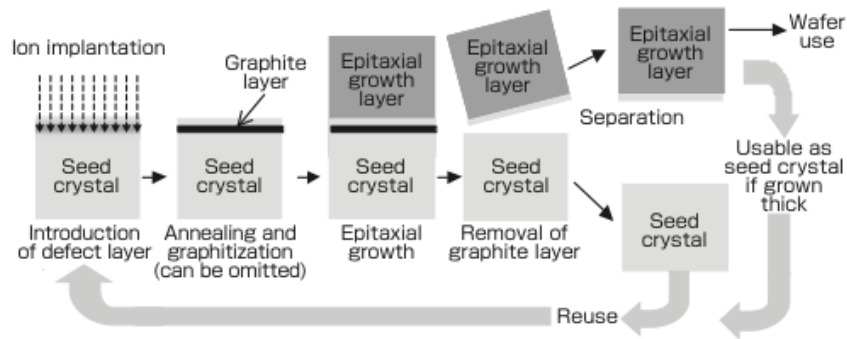 Ion implantation
Graphite
layer
Seed
crystal
Introduction
of defect layer
Seed
crystal
Annealing and
graphitization
(can be omitted)
Epitaxial
growth
layer
Seed
crystal
Epitaxial
growth
Epitaxial
growth
layer
Seed
crystal
Removal of
graphite layer
Epitaxial
growth
layer
Separation
Wafer
use
Usable as
seed crystal
if grown
thick
Seed
crystal
Reuse